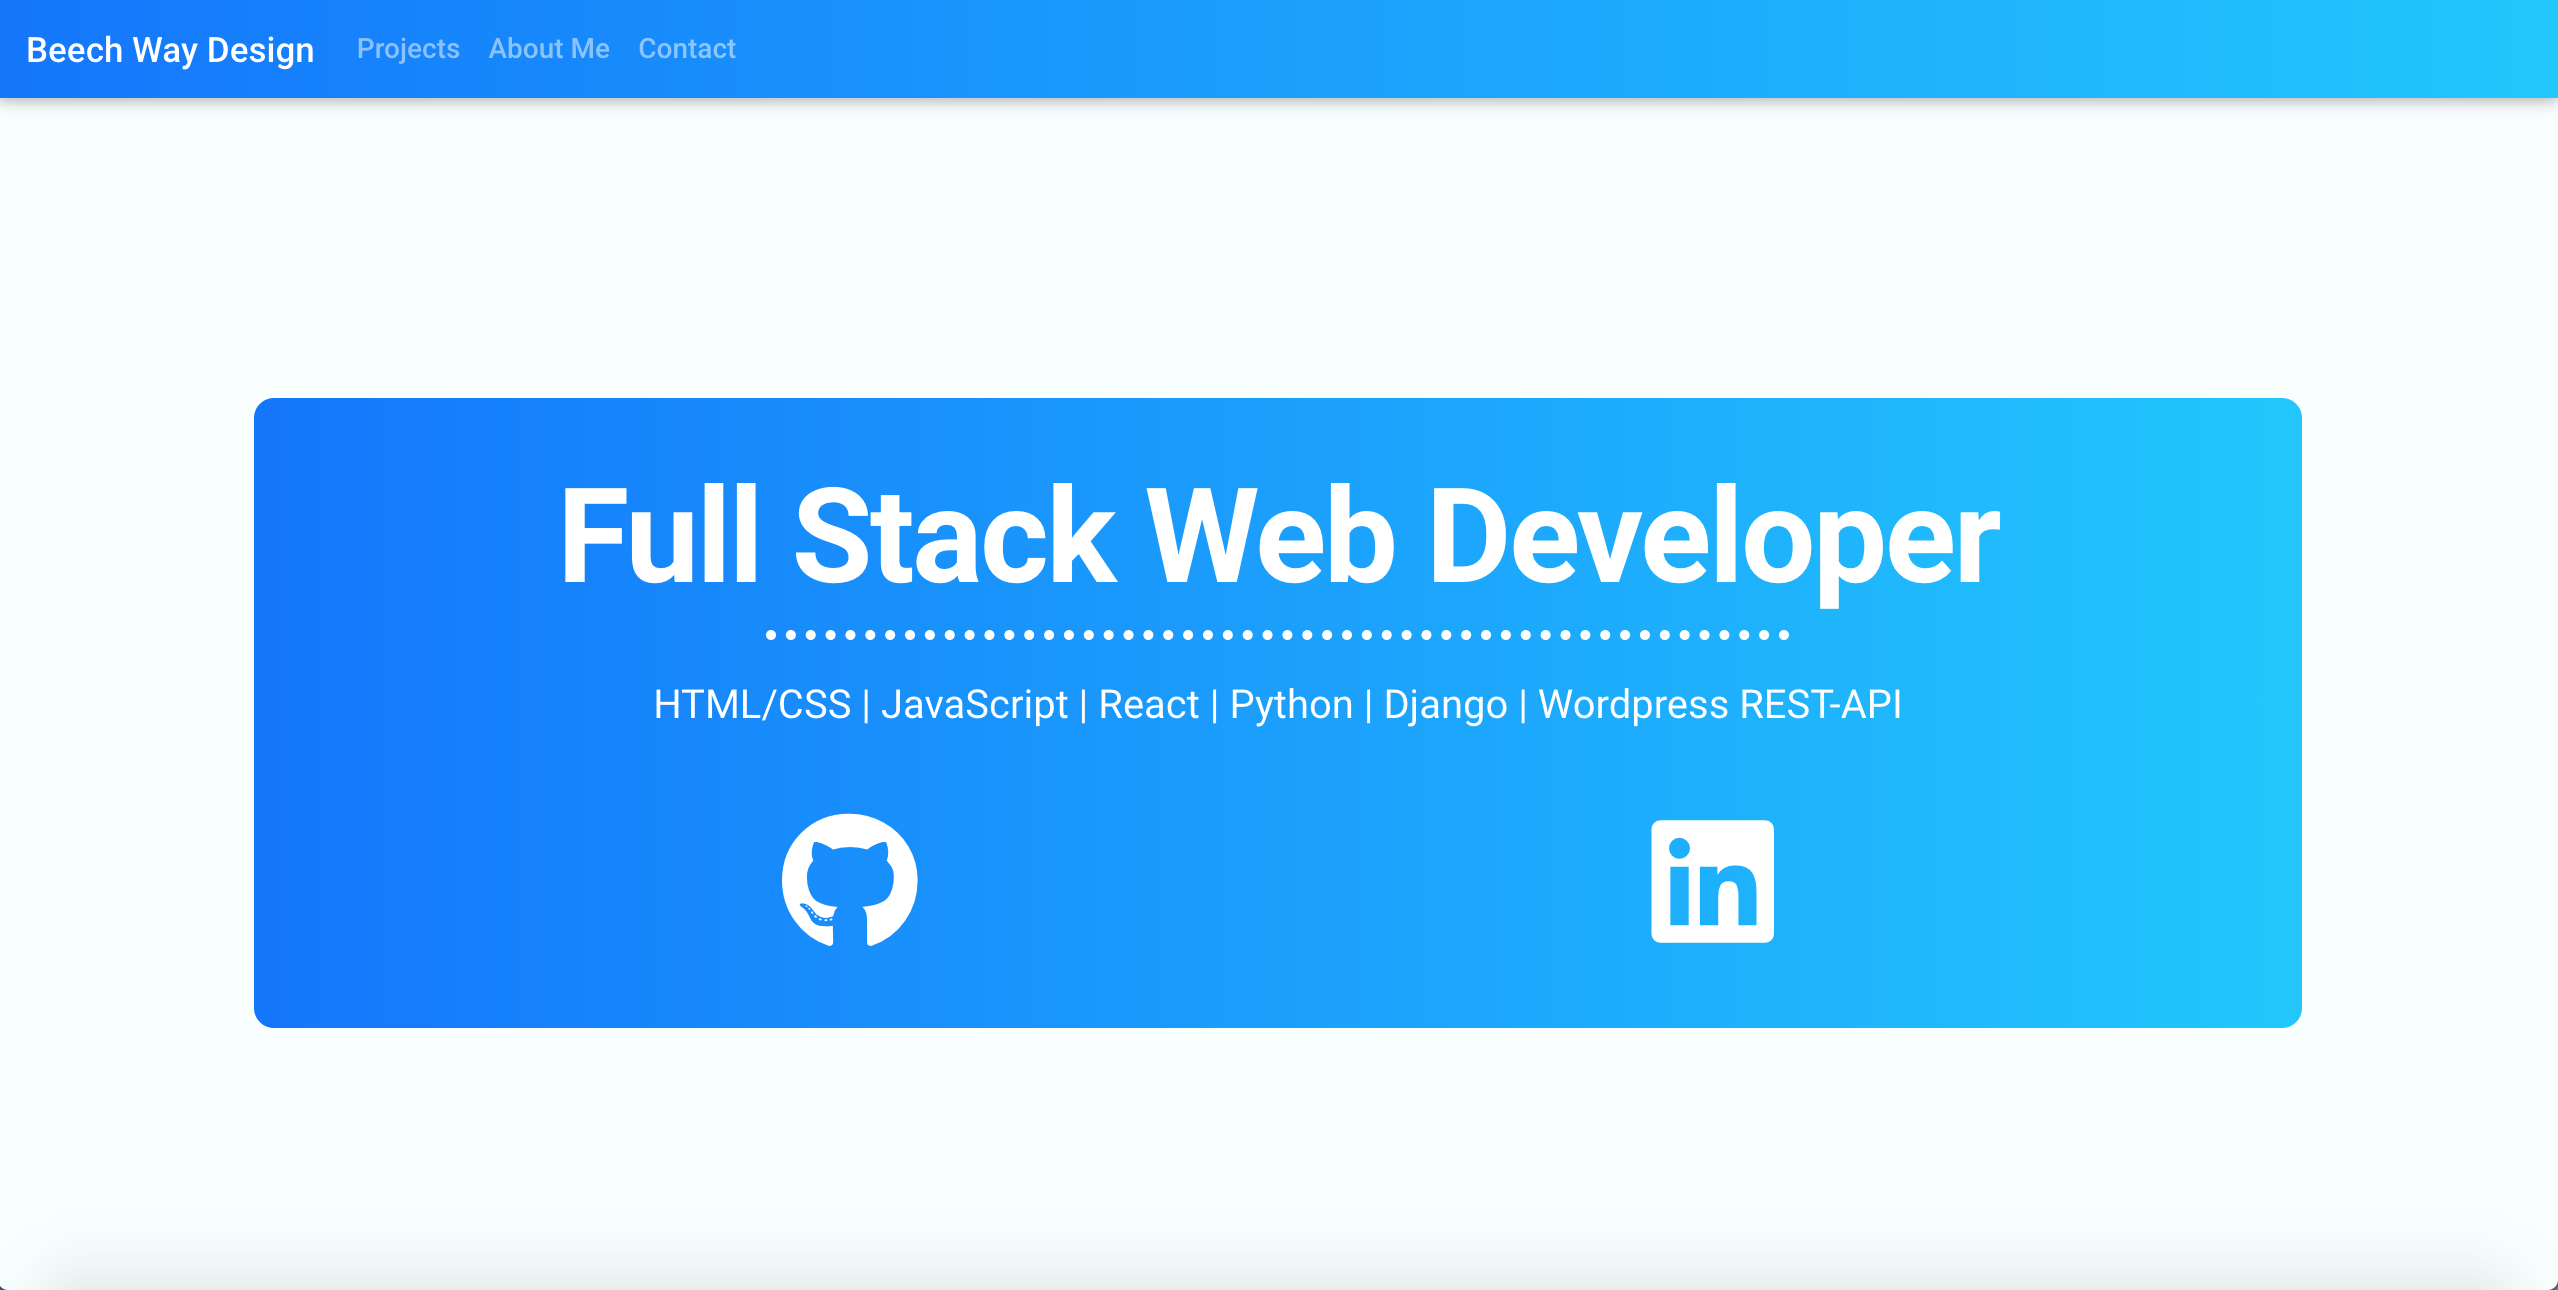 Beech Way Design Projects About Me Contact
Full Stack Web Developer
HTML/CSS | JavaScript | React | Python | Django | Wordpress REST-API
in